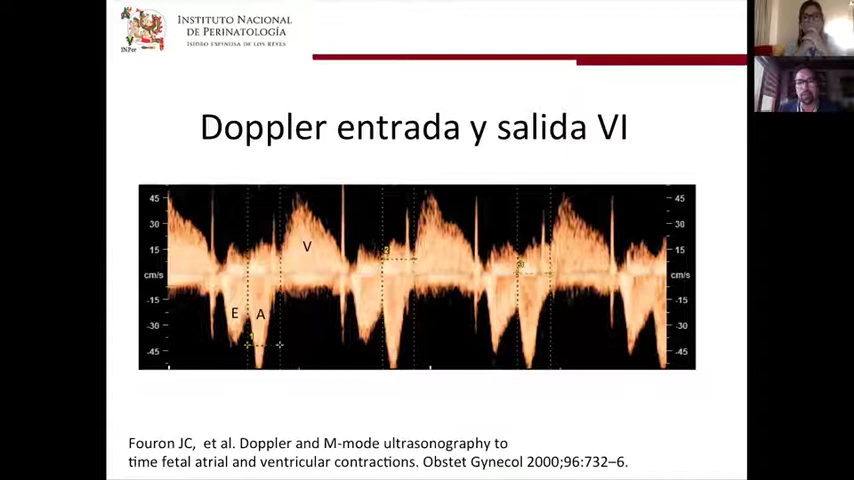 INSTITUTO NACIONAL
DE PERINATOLOGÍA
ISIDRO ESPINOSA DE LOS REYES
INPer
Doppler entrada y salida VI
45
45
30
30
V
15
15
cm/s
cm/s
-15
-15
E
A
-30
-30
-45
-45
Fouron JC, et al. Doppler and M-mode ultrasonography to
time fetal atrial and ventricular contractions. Obstet Gynecol 2000;96:732–6.